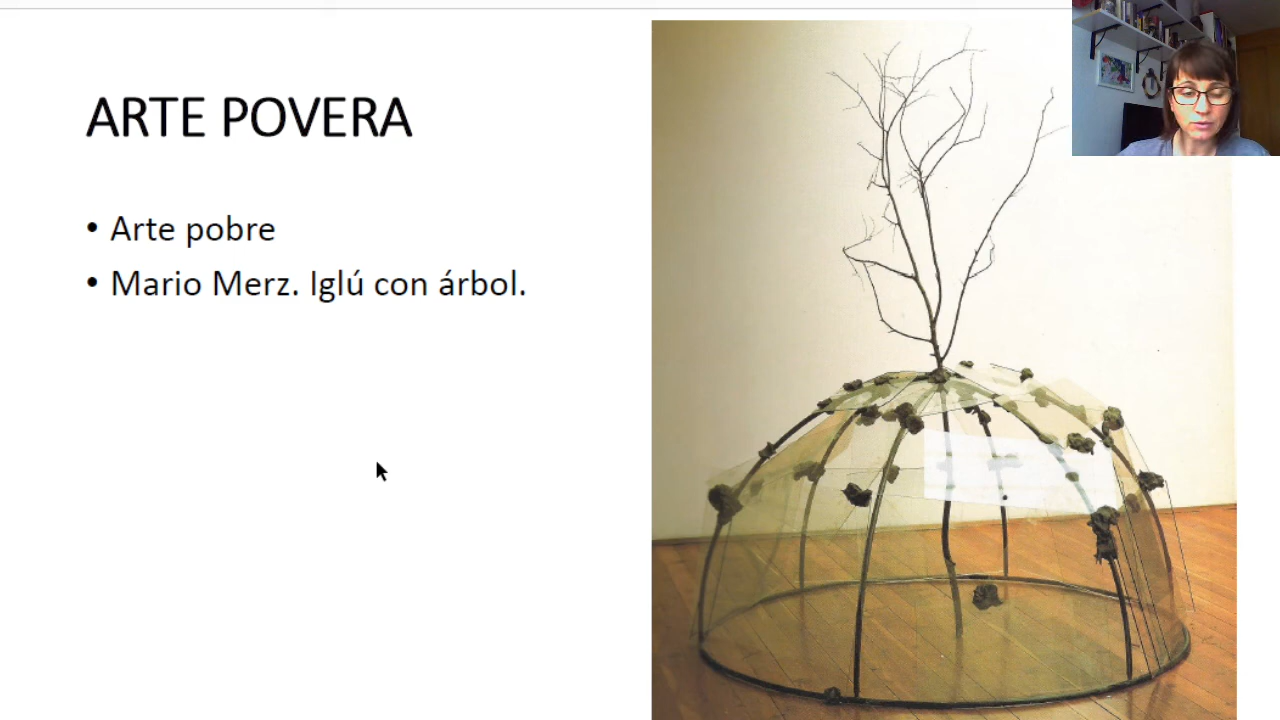 ARTE POVERA
• Arte pobre
• Mario Merz. Iglú con árbol.